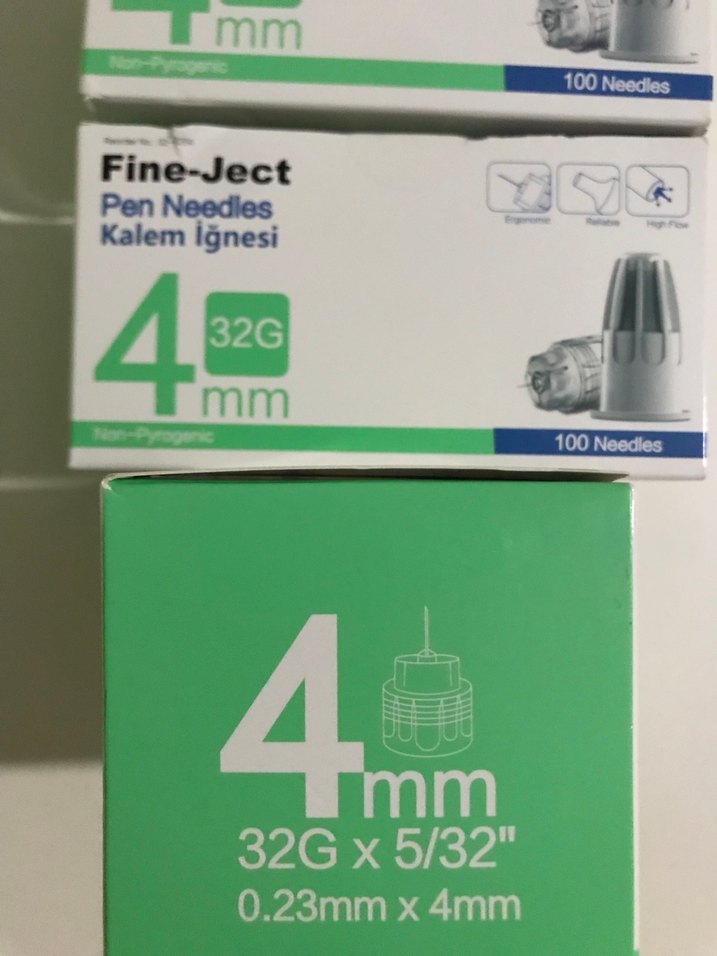 4
mm
Non-Pyrogenic
100 Needles
Fine-Ject
Pen Needles
Kalem İğnesi
Ergonomic
Reliable
High Flow
4
32G
mm
Non-Pyrogenic
100 Needles
4
mm
32G x 5/32"
0.23mm x 4mm